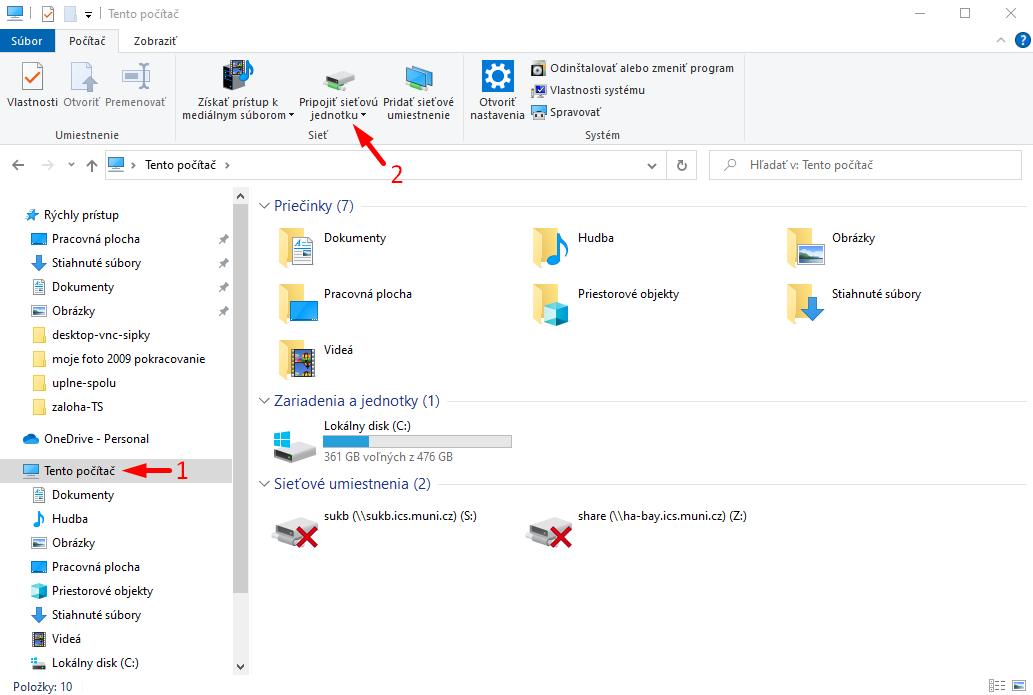 Tento počítač
Súbor
Počítač
Zobraziť
Vlastnosti
Otvoriť
Premenovať
Umiestnenie
Získať prístup k
mediálnym súborom
Pripojiť sieťovú
jednotku
Pridať sieťové
umiestnenie
Sieť
Otvoriť
nastavenia
Odinštalovať alebo zmeniť program
Vlastnosti systému
Spravovať
Systém
2
Tento počítač
Hľadať v: Tento počítač
Rýchly prístup
Pracovná plocha
Stiahnuté súbory
Dokumenty
Obrázky
desktop-vnc-sipky
moje foto 2009 pokracovanie
uplne-spolu
zaloha-TS
OneDrive - Personal
Tento počítač
1
Dokumenty
Hudba
Obrázky
Pracovná plocha
Priestorové objekty
Stiahnuté súbory
Videá
Lokálny disk (C:)
Priečinky (7)
Dokumenty
Hudba
Obrázky
Pracovná plocha
Priestorové objekty
Stiahnuté súbory
Videá
Zariadenia a jednotky (1)
Lokálny disk (C:)
361 GB voľných z 476 GB
Sieťové umiestnenia (2)
sukb (\\sukb.ics.muni.cz) (S:)
share (\\ha-bay.ics.muni.cz) (Z:)
Položky: 10